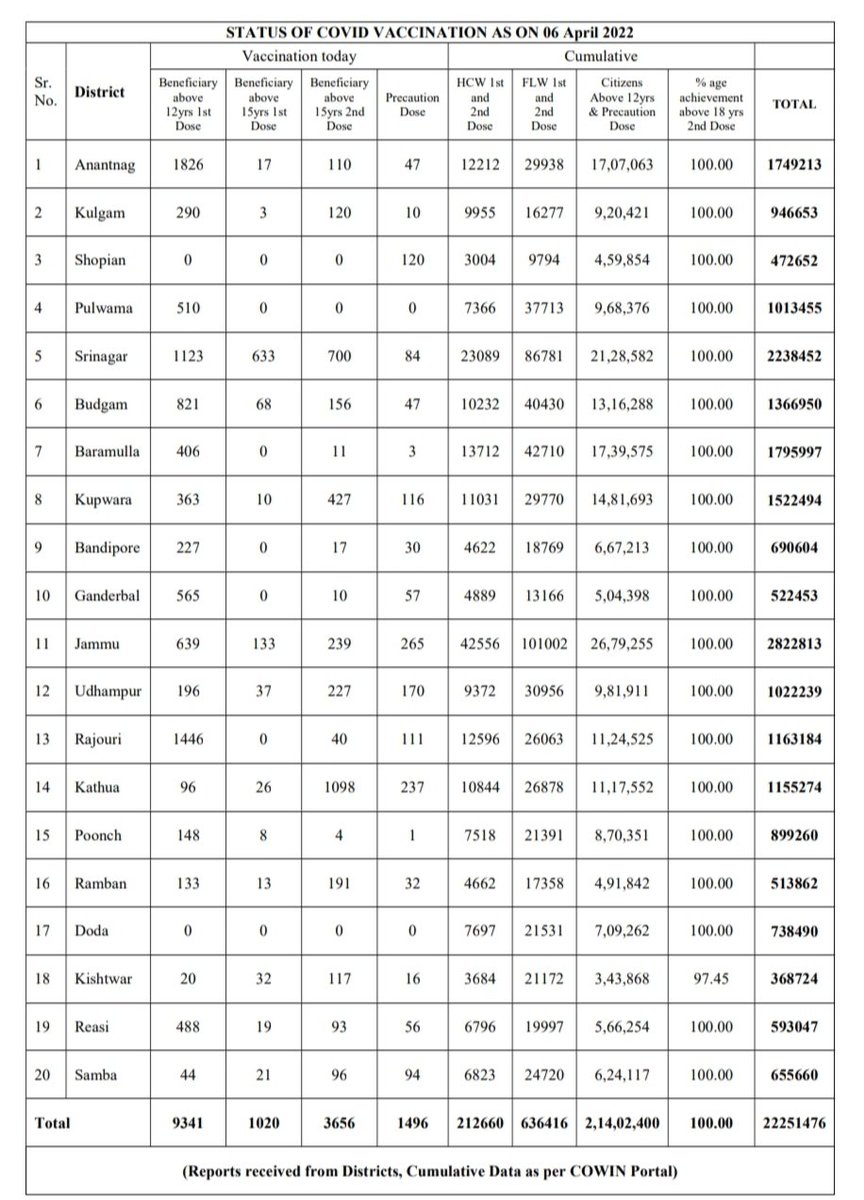 STATUS OF COVID VACCINATION AS ON 06 April 2022
Vaccination today Cumulative
Sr. No. District Beneficiary above 12yrs 1st Dose Beneficiary above 15yrs 1st Dose Beneficiary above 15yrs 2nd Dose Precaution Dose HCW 1st and 2nd Dose FLW 1st and 2nd Dose Citizens Above 12yrs & Precaution Dose % age achievement above 18 yrs 2nd Dose TOTAL
1 Anantnag 1826 17 110 47 12212 29938 17,07,063 100.00 1749213
2 Kulgam 290 3 120 10 9955 16277 9,20,421 100.00 946653
3 Shopian 0 0 0 120 3004 9794 4,59,854 100.00 472652
4 Pulwama 510 0 0 0 7366 37713 9,68,376 100.00 1013455
5 Srinagar 1123 633 700 84 23089 86781 21,28,582 100.00 2238452
6 Budgam 821 68 156 47 10232 40430 13,16,288 100.00 1366950
7 Baramulla 406 0 11 3 13712 42710 17,39,575 100.00 1795997
8 Kupwara 363 10 427 116 11031 29770 14,81,693 100.00 1522494
9 Bandipore 227 0 17 30 4622 18769 6,67,213 100.00 690604
10 Ganderbal 565 0 10 57 4889 13166 5,04,398 100.00 522453
11 Jammu 639 133 239 265 42556 101002 26,79,255 100.00 2822813
12 Udhampur 196 37 227 170 9372 30956 9,81,911 100.00 1022239
13 Rajouri 1446 0 40 111 12596 26063 11,24,525 100.00 1163184
14 Kathua 96 26 1098 237 10844 26878 11,17,552 100.00 1155274
15 Poonch 148 8 4 1 7518 21391 8,70,351 100.00 899260
16 Ramban 133 13 191 32 4662 17358 4,91,842 100.00 513862
17 Doda 0 0 0 0 7697 21531 7,09,262 100.00 738490
18 Kishtwar 20 32 117 16 3684 21172 3,43,868 97.45 368724
19 Reasi 488 19 93 56 6796 19997 5,66,254 100.00 593047
20 Samba 44 21 96 94 6823 24720 6,24,117 100.00 655660
Total 9341 1020 3656 1496 212660 636416 2,14,02,400 100.00 22251476
(Reports received from Districts, Cumulative Data as per COWIN Portal)